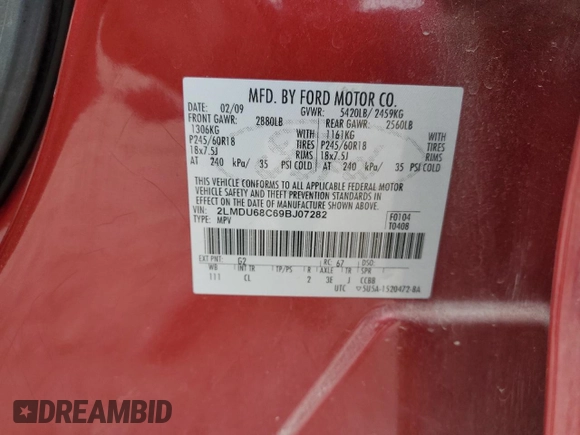 MFD. BY FORD MOTOR CO.
DATE: 02/09 GVWR: 5420LB/ 2459KG
FRONT GAWR: 2880LB REAR GAWR: 2560LB
1306KG WITH 1161KG WITH
P245/60R18 TIRES P245/60R18 TIRES
18x7.5J RIMS 18x7.5J RIMS
AT 240 kPa/ 35 PSI COLD AT 240 kPa/ 35 PSI COLD
THIS VEHICLE CONFORMS TO ALL APPLICABLE FEDERAL MOTOR
VEHICLE SAFETY AND THEFT PREVENTION STANDARDS IN
EFFECT ON THE DATE OF MANUFACTURE SHOWN ABOVE.
VIN: 2LMDU68C69BJ07282 F0104
TYPE: MPV T0408
EXT PNT: G2 RC: 67 DSO:
WB INT TR TP/PS R AXLE TR SPR
111 CL 2 3E J CCBB
UTC 5U5A-1520472-BA
DREAMBID